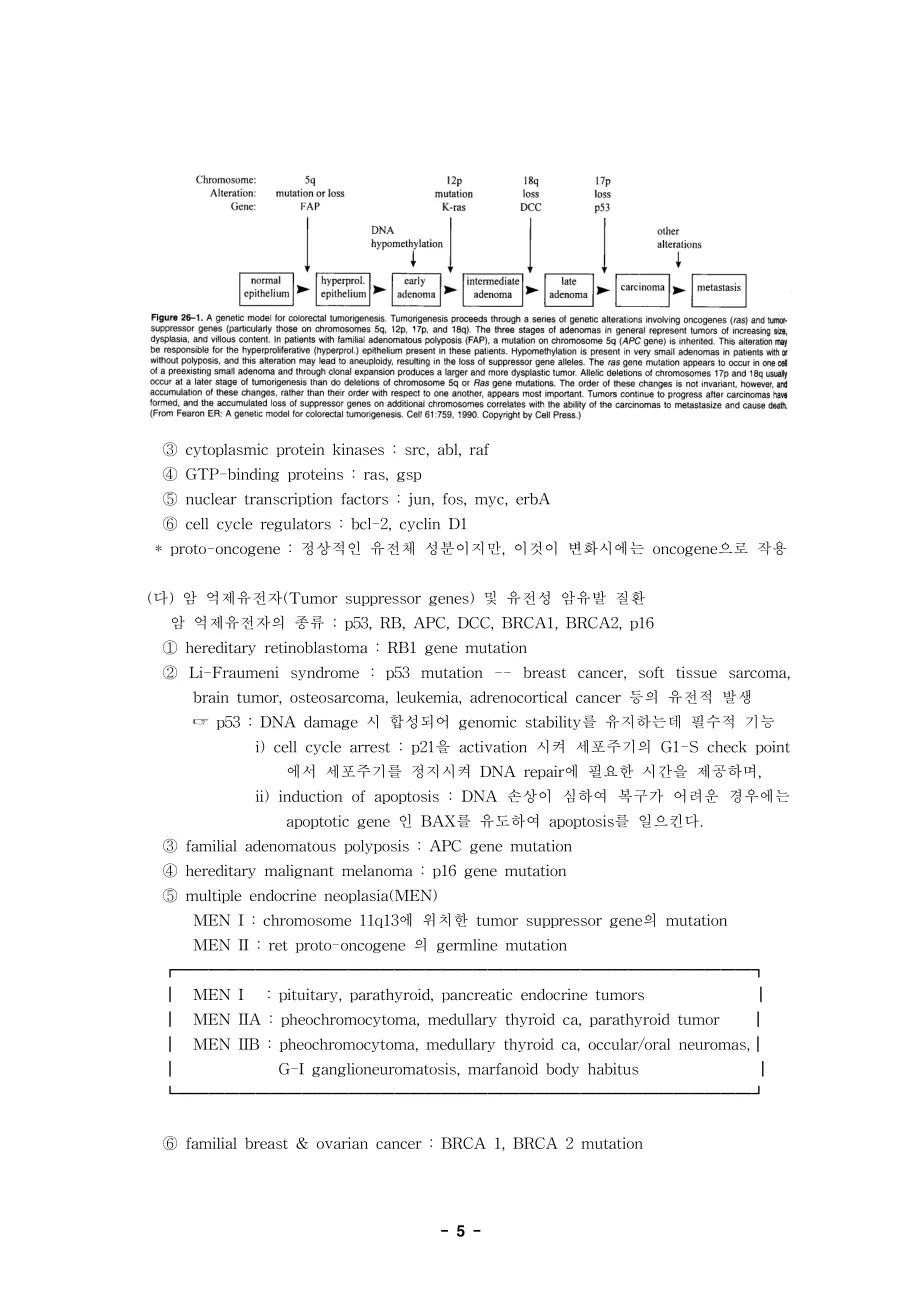 Chromosome: 5q 12p 18q 17p
Alteration: mutation or loss mutation loss loss
Gene: FAP K-ras DCC p53
DNA hypomethylation
other alterations
normal epithelium
hyperprol. epithelium
early adenoma
intermediate adenoma
late adenoma
carcinoma
metastasis
Figure 26–1. A genetic model for colorectal tumorigenesis. Tumorigenesis proceeds through a series of genetic alterations involving oncogenes (ras) and tumor-
suppressor genes (particularly those on chromosomes 5q, 12p, 17p, and 18q). The three stages of adenomas in general represent tumors of increasing size,
dysplasia, and villous content. In patients with familial adenomatous polyposis (FAP), a mutation on chromosome 5q (APC gene) is inherited. This alteration may
be responsible for the hyperproliferative (hyperprol.) epithelium present in these patients. Hypomethylation is present in very small adenomas in patients with or
without polyposis, and this alteration may lead to aneuploidy, resulting in the loss of suppressor gene alleles. The ras gene mutation appears to occur in one cell
of a preexisting small adenoma and through clonal expansion produces a larger and more dysplastic tumor. Allelic deletions of chromosomes 17p and 18q usually
occur at a later stage of tumorigenesis than do deletions of chromosome 5q or Ras gene mutations. The order of these changes is not invariant, however, and
accumulation of these changes, rather than their order with respect to one another, appears most important. Tumors continue to progress after carcinomas have
formed, and the accumulated loss of suppressor genes on additional chromosomes correlates with the ability of the carcinomas to metastasize and cause death.
(From Fearon ER: A genetic model for colorectal tumorigenesis. Cell 61:759, 1990. Copyright by Cell Press.)
③ cytoplasmic protein kinases : src, abl, raf
④ GTP-binding proteins : ras, gsp
⑤ nuclear transcription factors : jun, fos, myc, erbA
⑥ cell cycle regulators : bcl-2, cyclin D1
* proto-oncogene : 정상적인 유전체 성분이지만, 이것이 변화시에는 oncogene으로 작용
(다) 암 억제유전자(Tumor suppressor genes) 및 유전성 암유발 질환
암 억제유전자의 종류 : p53, RB, APC, DCC, BRCA1, BRCA2, p16
① hereditary retinoblastoma : RB1 gene mutation
② Li-Fraumeni syndrome : p53 mutation -- breast cancer, soft tissue sarcoma,
brain tumor, osteosarcoma, leukemia, adrenocortical cancer 등의 유전적 발생
☞ p53 : DNA damage 시 합성되어 genomic stability를 유지하는데 필수적 기능
i) cell cycle arrest : p21을 activation 시켜 세포주기의 G1-S check point
에서 세포주기를 정지시켜 DNA repair에 필요한 시간을 제공하며,
ii) induction of apoptosis : DNA 손상이 심하여 복구가 어려운 경우에는
apoptotic gene 인 BAX를 유도하여 apoptosis를 일으킨다.
③ familial adenomatous polyposis : APC gene mutation
④ hereditary malignant melanoma : p16 gene mutation
⑤ multiple endocrine neoplasia(MEN)
MEN I : chromosome 11q13에 위치한 tumor suppressor gene의 mutation
MEN II : ret proto-oncogene 의 germline mutation
MEN I : pituitary, parathyroid, pancreatic endocrine tumors
MEN IIA : pheochromocytoma, medullary thyroid ca, parathyroid tumor
MEN IIB : pheochromocytoma, medullary thyroid ca, occular/oral neuromas,
G-I ganglioneuromatosis, marfanoid body habitus
⑥ familial breast & ovarian cancer : BRCA 1, BRCA 2 mutation
- 5 -